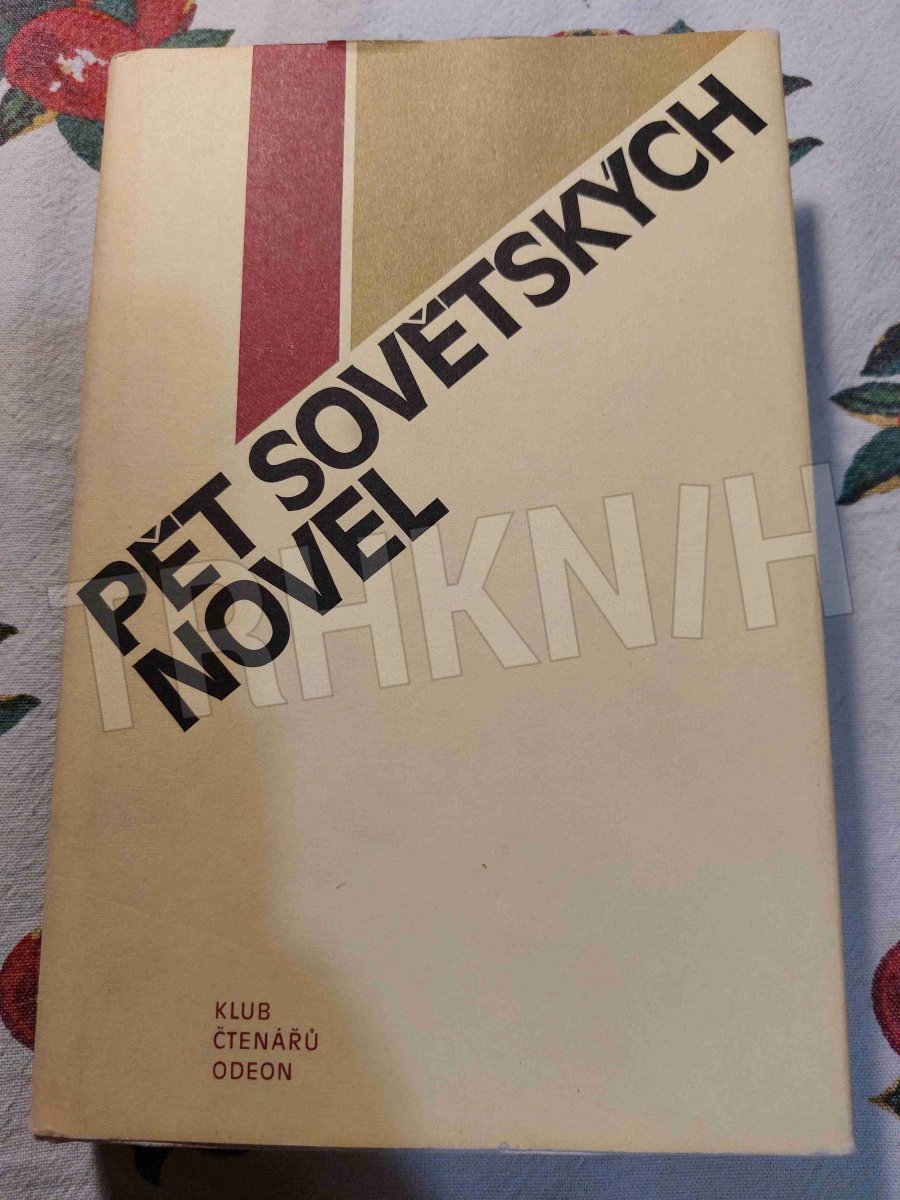 PĚT SOVĚTSKÝCH
NOVEL
TRHKNIH
KLUB
ČTENÁŘŮ
ODEON